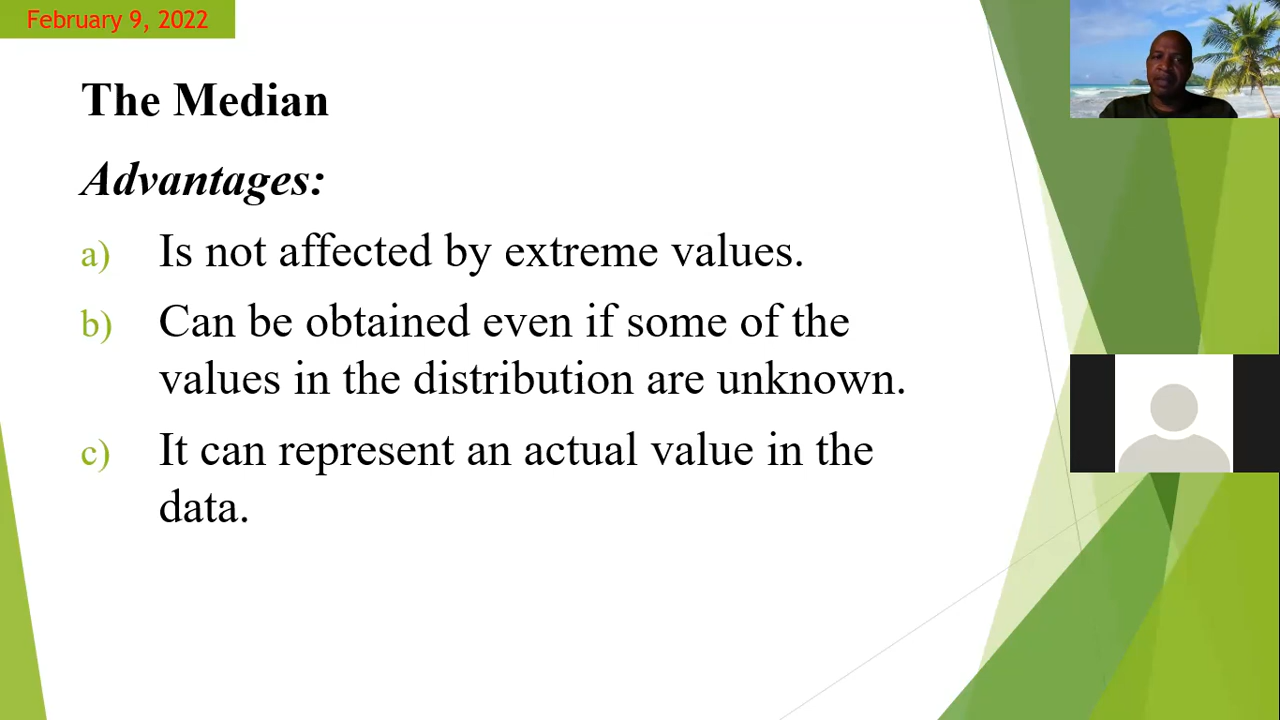 February 9, 2022
The Median
Advantages:
a) Is not affected by extreme values.
b) Can be obtained even if some of the
values in the distribution are unknown.
c) It can represent an actual value in the
data.